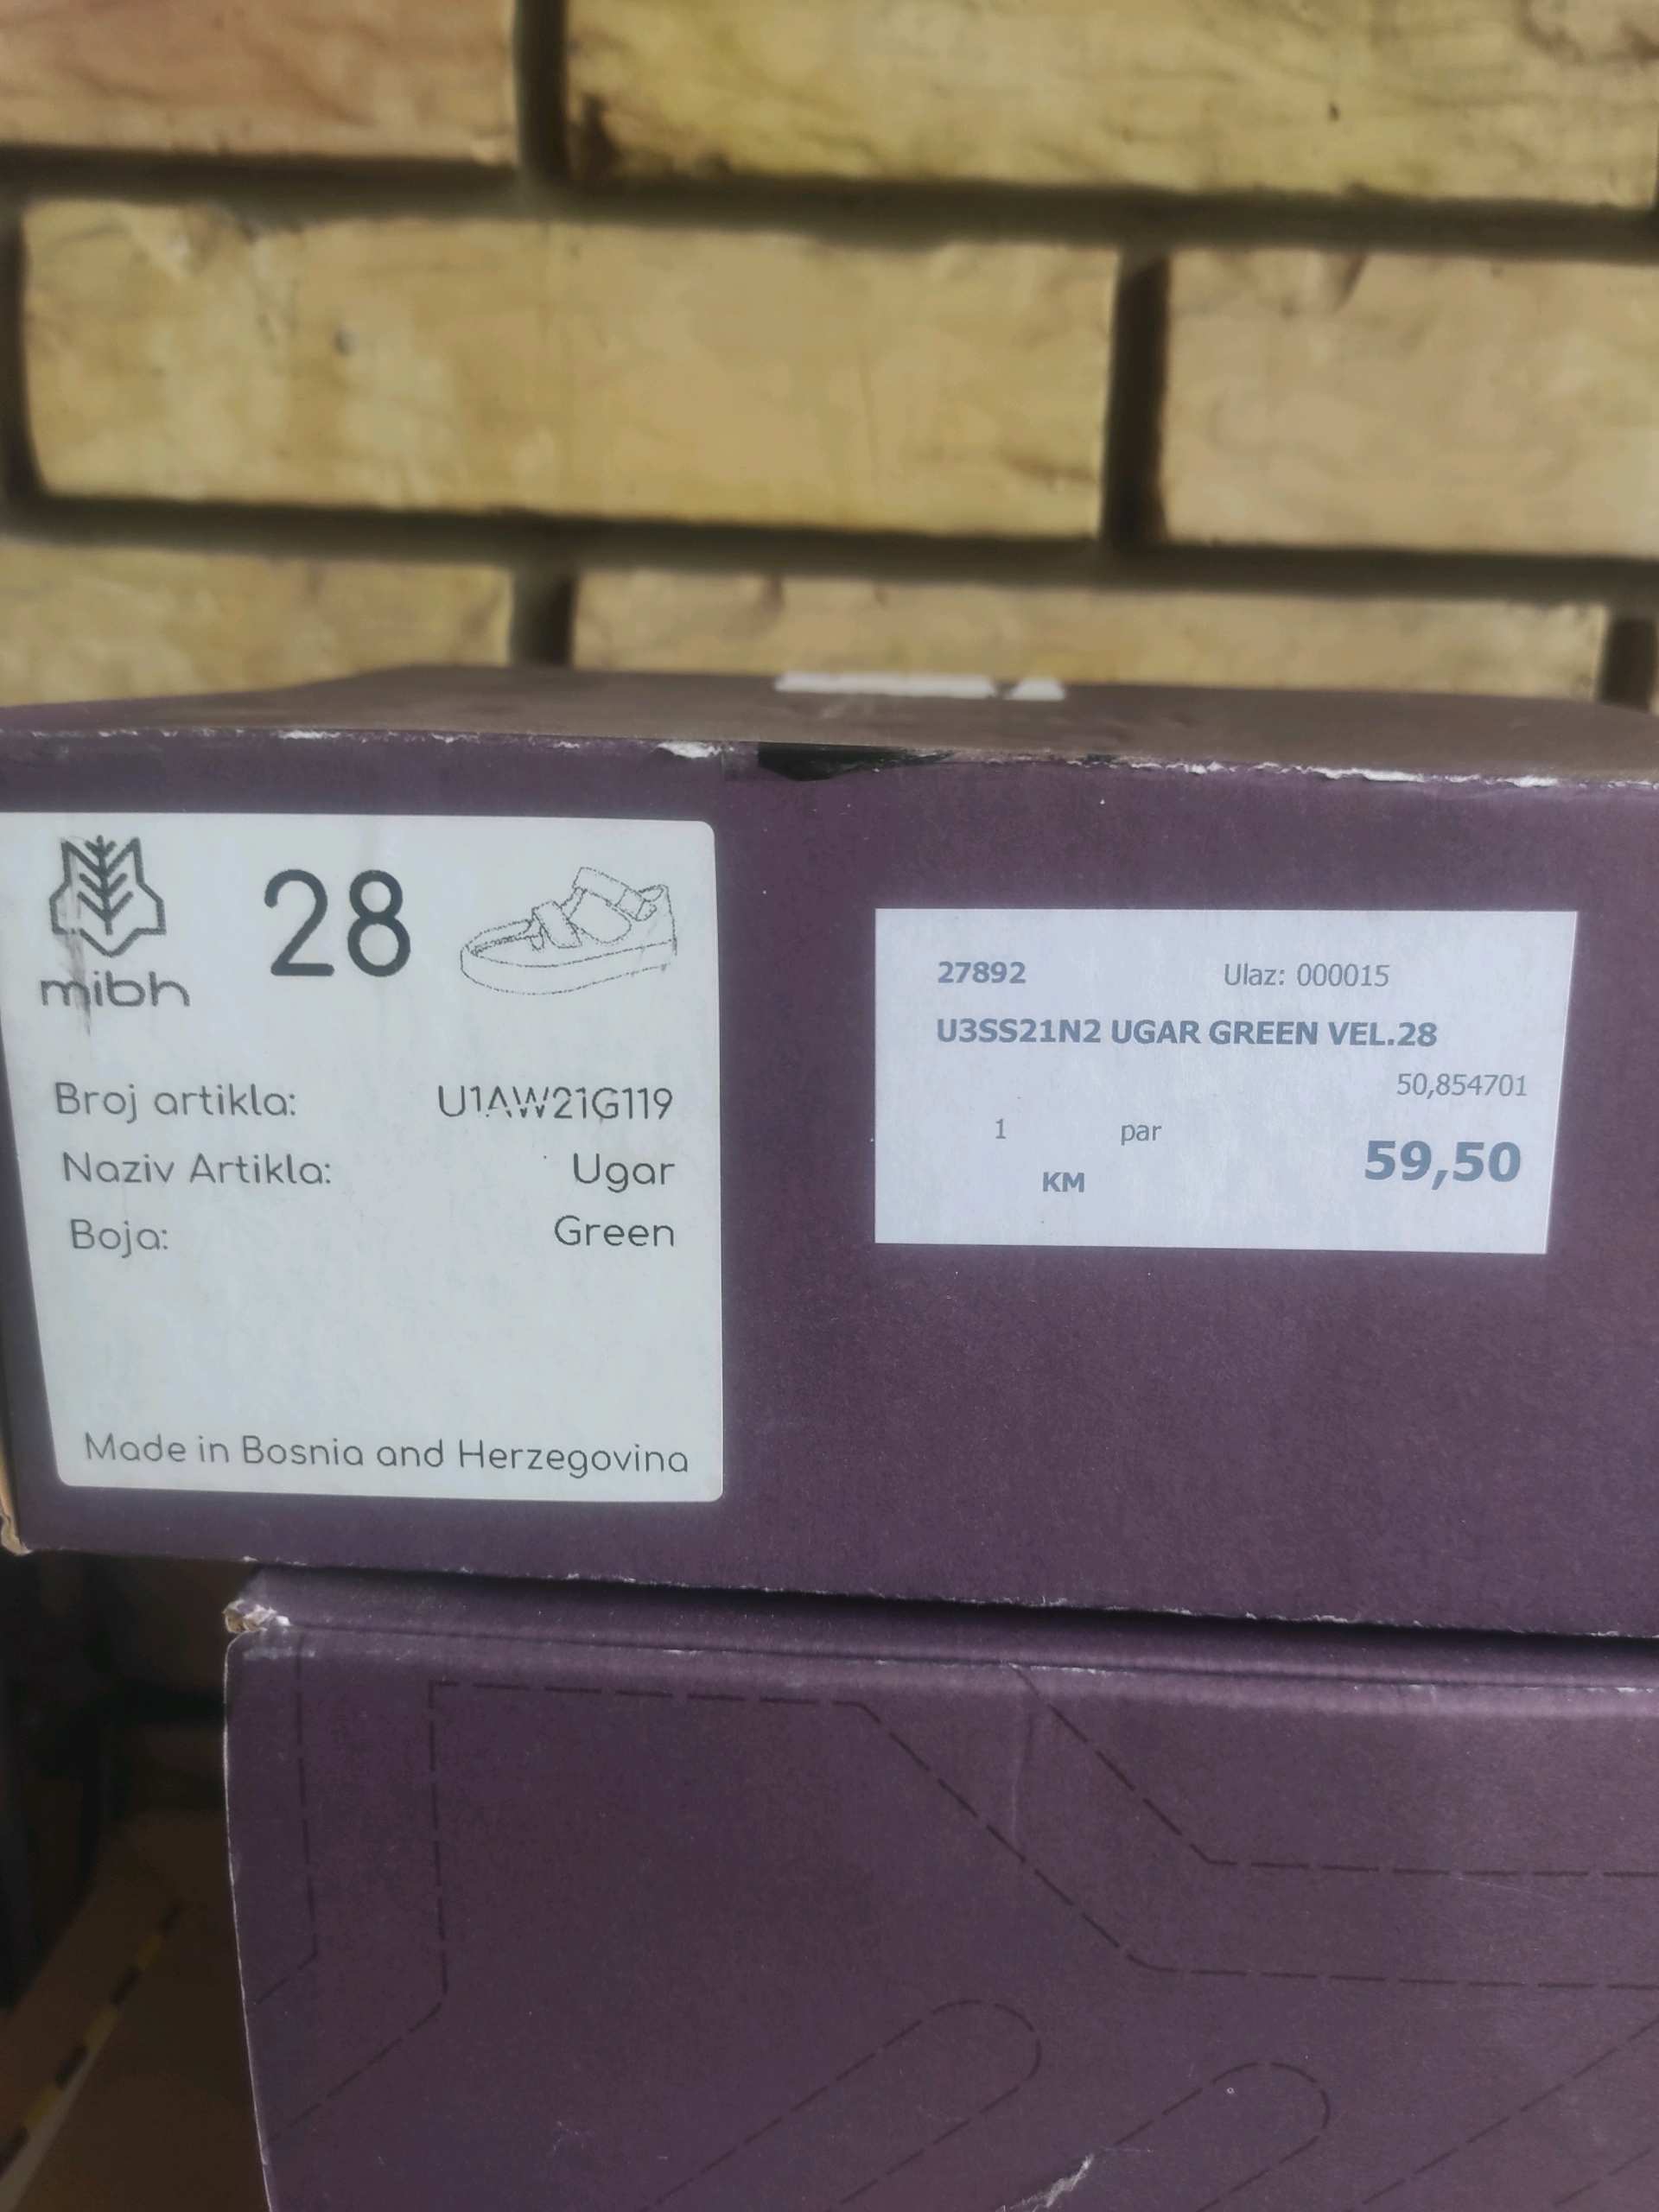 mibh
28
Broj artikla: U1AW21G119
Naziv Artikla: Ugar
Boja: Green
Made in Bosnia and Herzegovina
27892 Ulaz: 000015
U3SS21N2 UGAR GREEN VEL.28
50,854701
1 par
59,50
KM